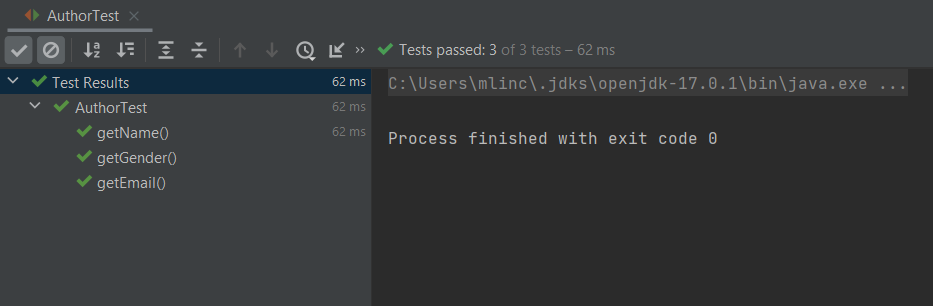 AuthorTest
Tests passed: 3 of 3 tests – 62 ms
Test Results 62 ms
AuthorTest 62 ms
getName() 62 ms
getGender()
getEmail()
C:\Users\mlinc\.jdks\openjdk-17.0.1\bin\java.exe ...
Process finished with exit code 0